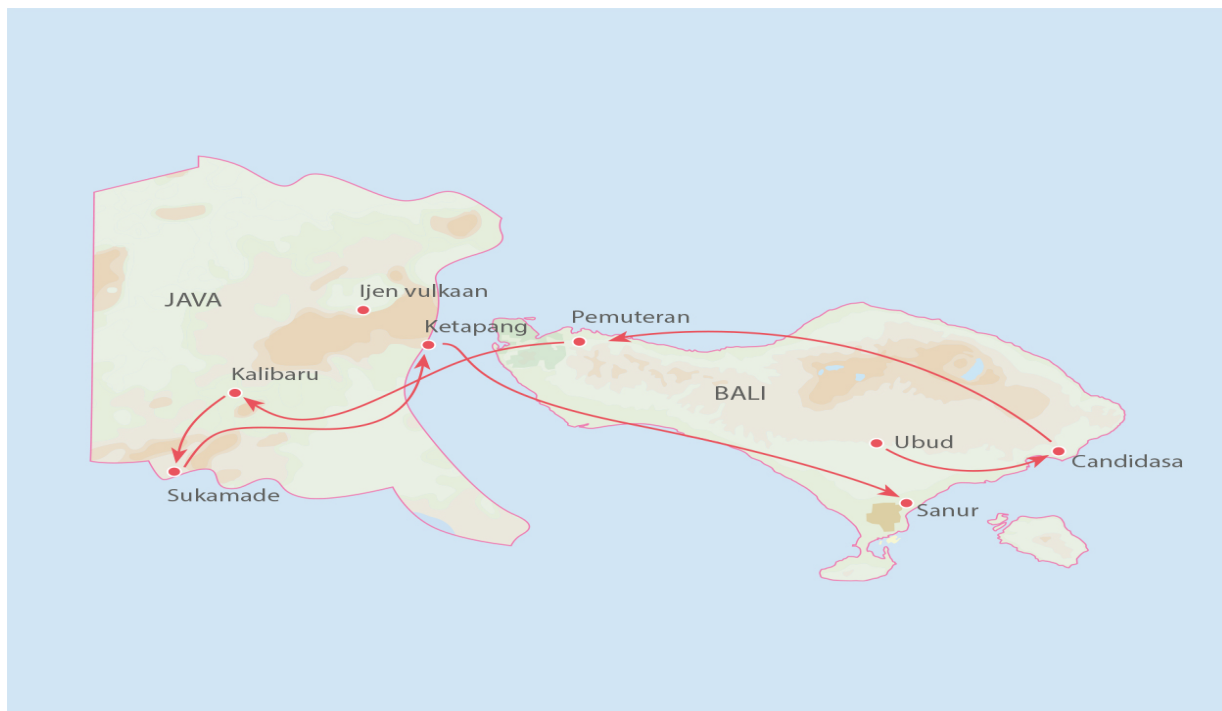 Ijen vulkaan
JAVA
Pemuteran
Ketapang
Kalibaru
BALI
Ubud
Candidasa
Sukamade
Sanur